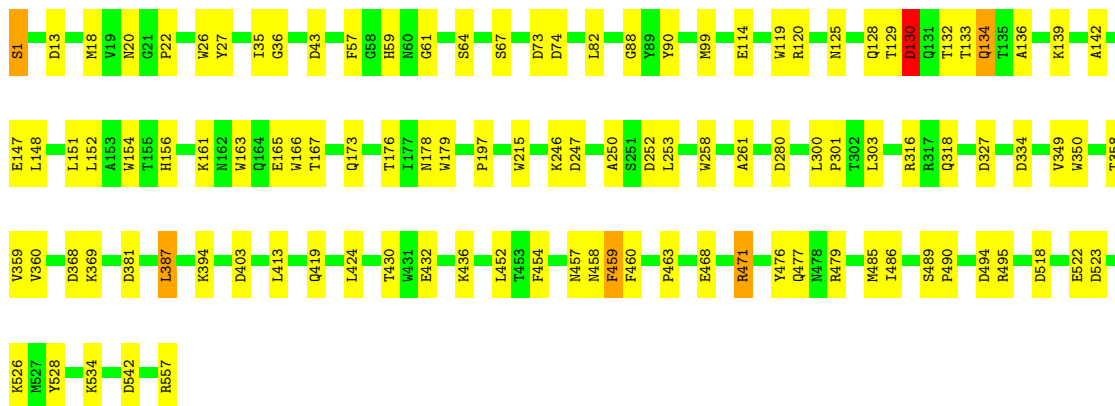 S1 D13 M18 V19 N20 G21 P22 W26 Y27 I35 G36 D43 F57 G58 H59 N60 G61 S64 S67 D73 D74 L82 G88 Y89 Y90 M99 E114 W119 R120 N125 Q128 T129 D130 Q131 T132 T133 Q134 T135 A136 K139 A142
E147 L148 L151 L152 A153 W154 T155 H156 K161 N162 W163 Q164 E165 W166 T167 Q173 T176 I177 N178 W179 P197 W215 K246 D247 A250 S251 D252 L253 W258 A261 D280 L300 P301 T302 L303 R316 R317 Q318 D327 D334 V349 W350 T358
V359 V360 D368 K369 D381 L387 K394 D403 L413 Q419 L424 T430 W431 E432 K436 L452 T453 F454 N457 N458 F459 F460 P463 E468 R471 Y476 Q477 N478 R479 M485 I486 S489 P490 D494 R495 D518 E522 D523
K526 M527 Y528 K534 D542 R557